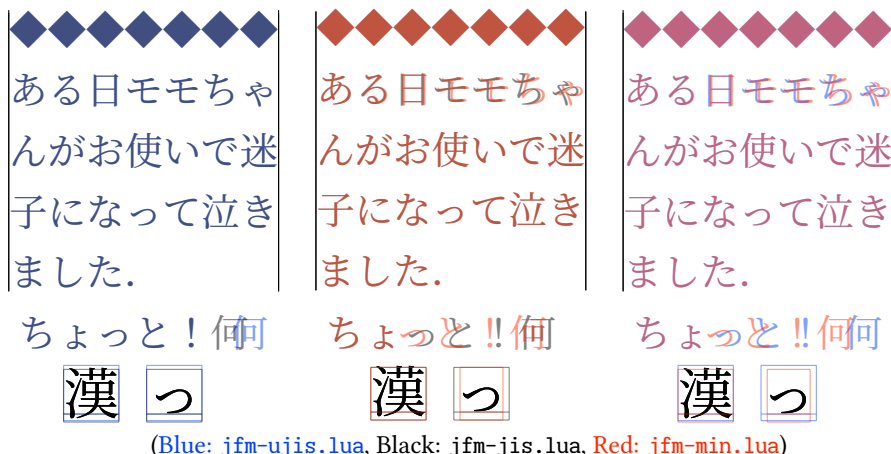 ◆◆◆◆◆◆◆
ある日モモちゃ
んがお使いで迷
子になって泣き
ました.
ちょっと！何
漢 っ
◆◆◆◆◆◆◆
ある日モモちゃ
んがお使いで迷
子になって泣き
ました.
ちょっと！！何
漢 っ
◆◆◆◆◆◆◆
ある日モモちゃ
んがお使いで迷
子になって泣き
ました.
ちょっと！！何
漢 っ
(Blue: jfm-ujis.lua, Black: jfm-jis.lua, Red: jfm-min.lua)